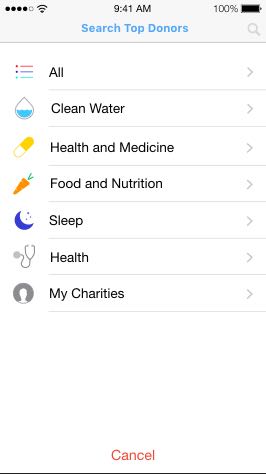 9:41 AM 100%
Search Top Donors
All
Clean Water
Health and Medicine
Food and Nutrition
Sleep
Health
My Charities
Cancel